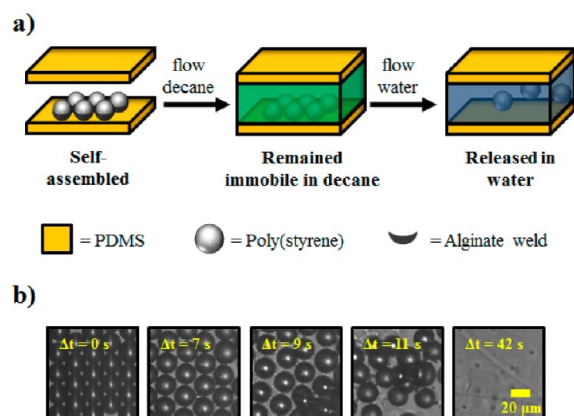 a)
flow
decane
flow
water
Self-
assembled
Remained
immobile in decane
Released in
water
= PDMS
= Poly(styrene)
= Alginate weld
b)
Δt = 0 s
Δt = 7 s
Δt = 9 s
Δt = 11 s
Δt = 42 s
20 μm